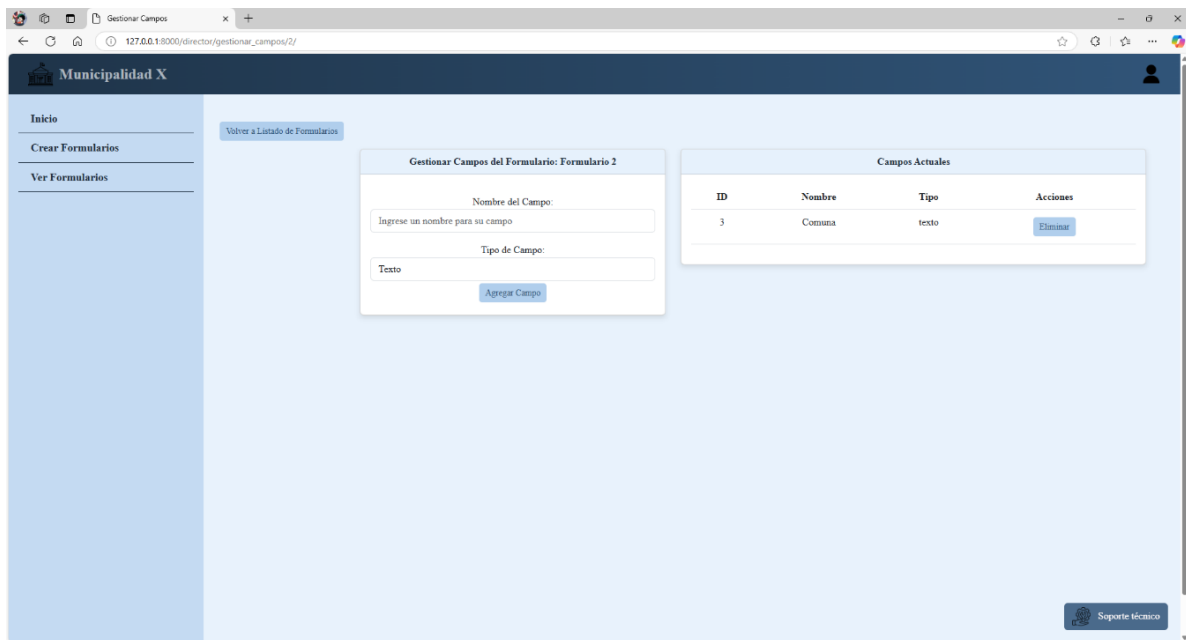 Gestionar Campos
127.0.0.1:8000/director/gestionar_campos/2/
Municipalidad X
Inicio
Crear Formularios
Ver Formularios
Volver a Listado de Formularios
Gestionar Campos del Formulario: Formulario 2
Nombre del Campo:
Ingrese un nombre para su campo
Tipo de Campo:
Texto
Agregar Campo
Campos Actuales
ID Nombre Tipo Acciones
3 Comuna texto Eliminar
Soporte técnico